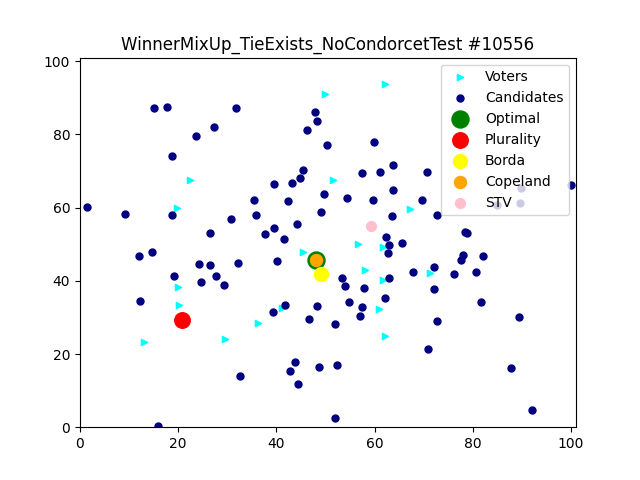 WinnerMixUp_TieExists_NoCondorcetTest #10556
100
80
60
40
20
0
0 20 40 60 80 100
Voters
Candidates
Optimal
Plurality
Borda
Copeland
STV